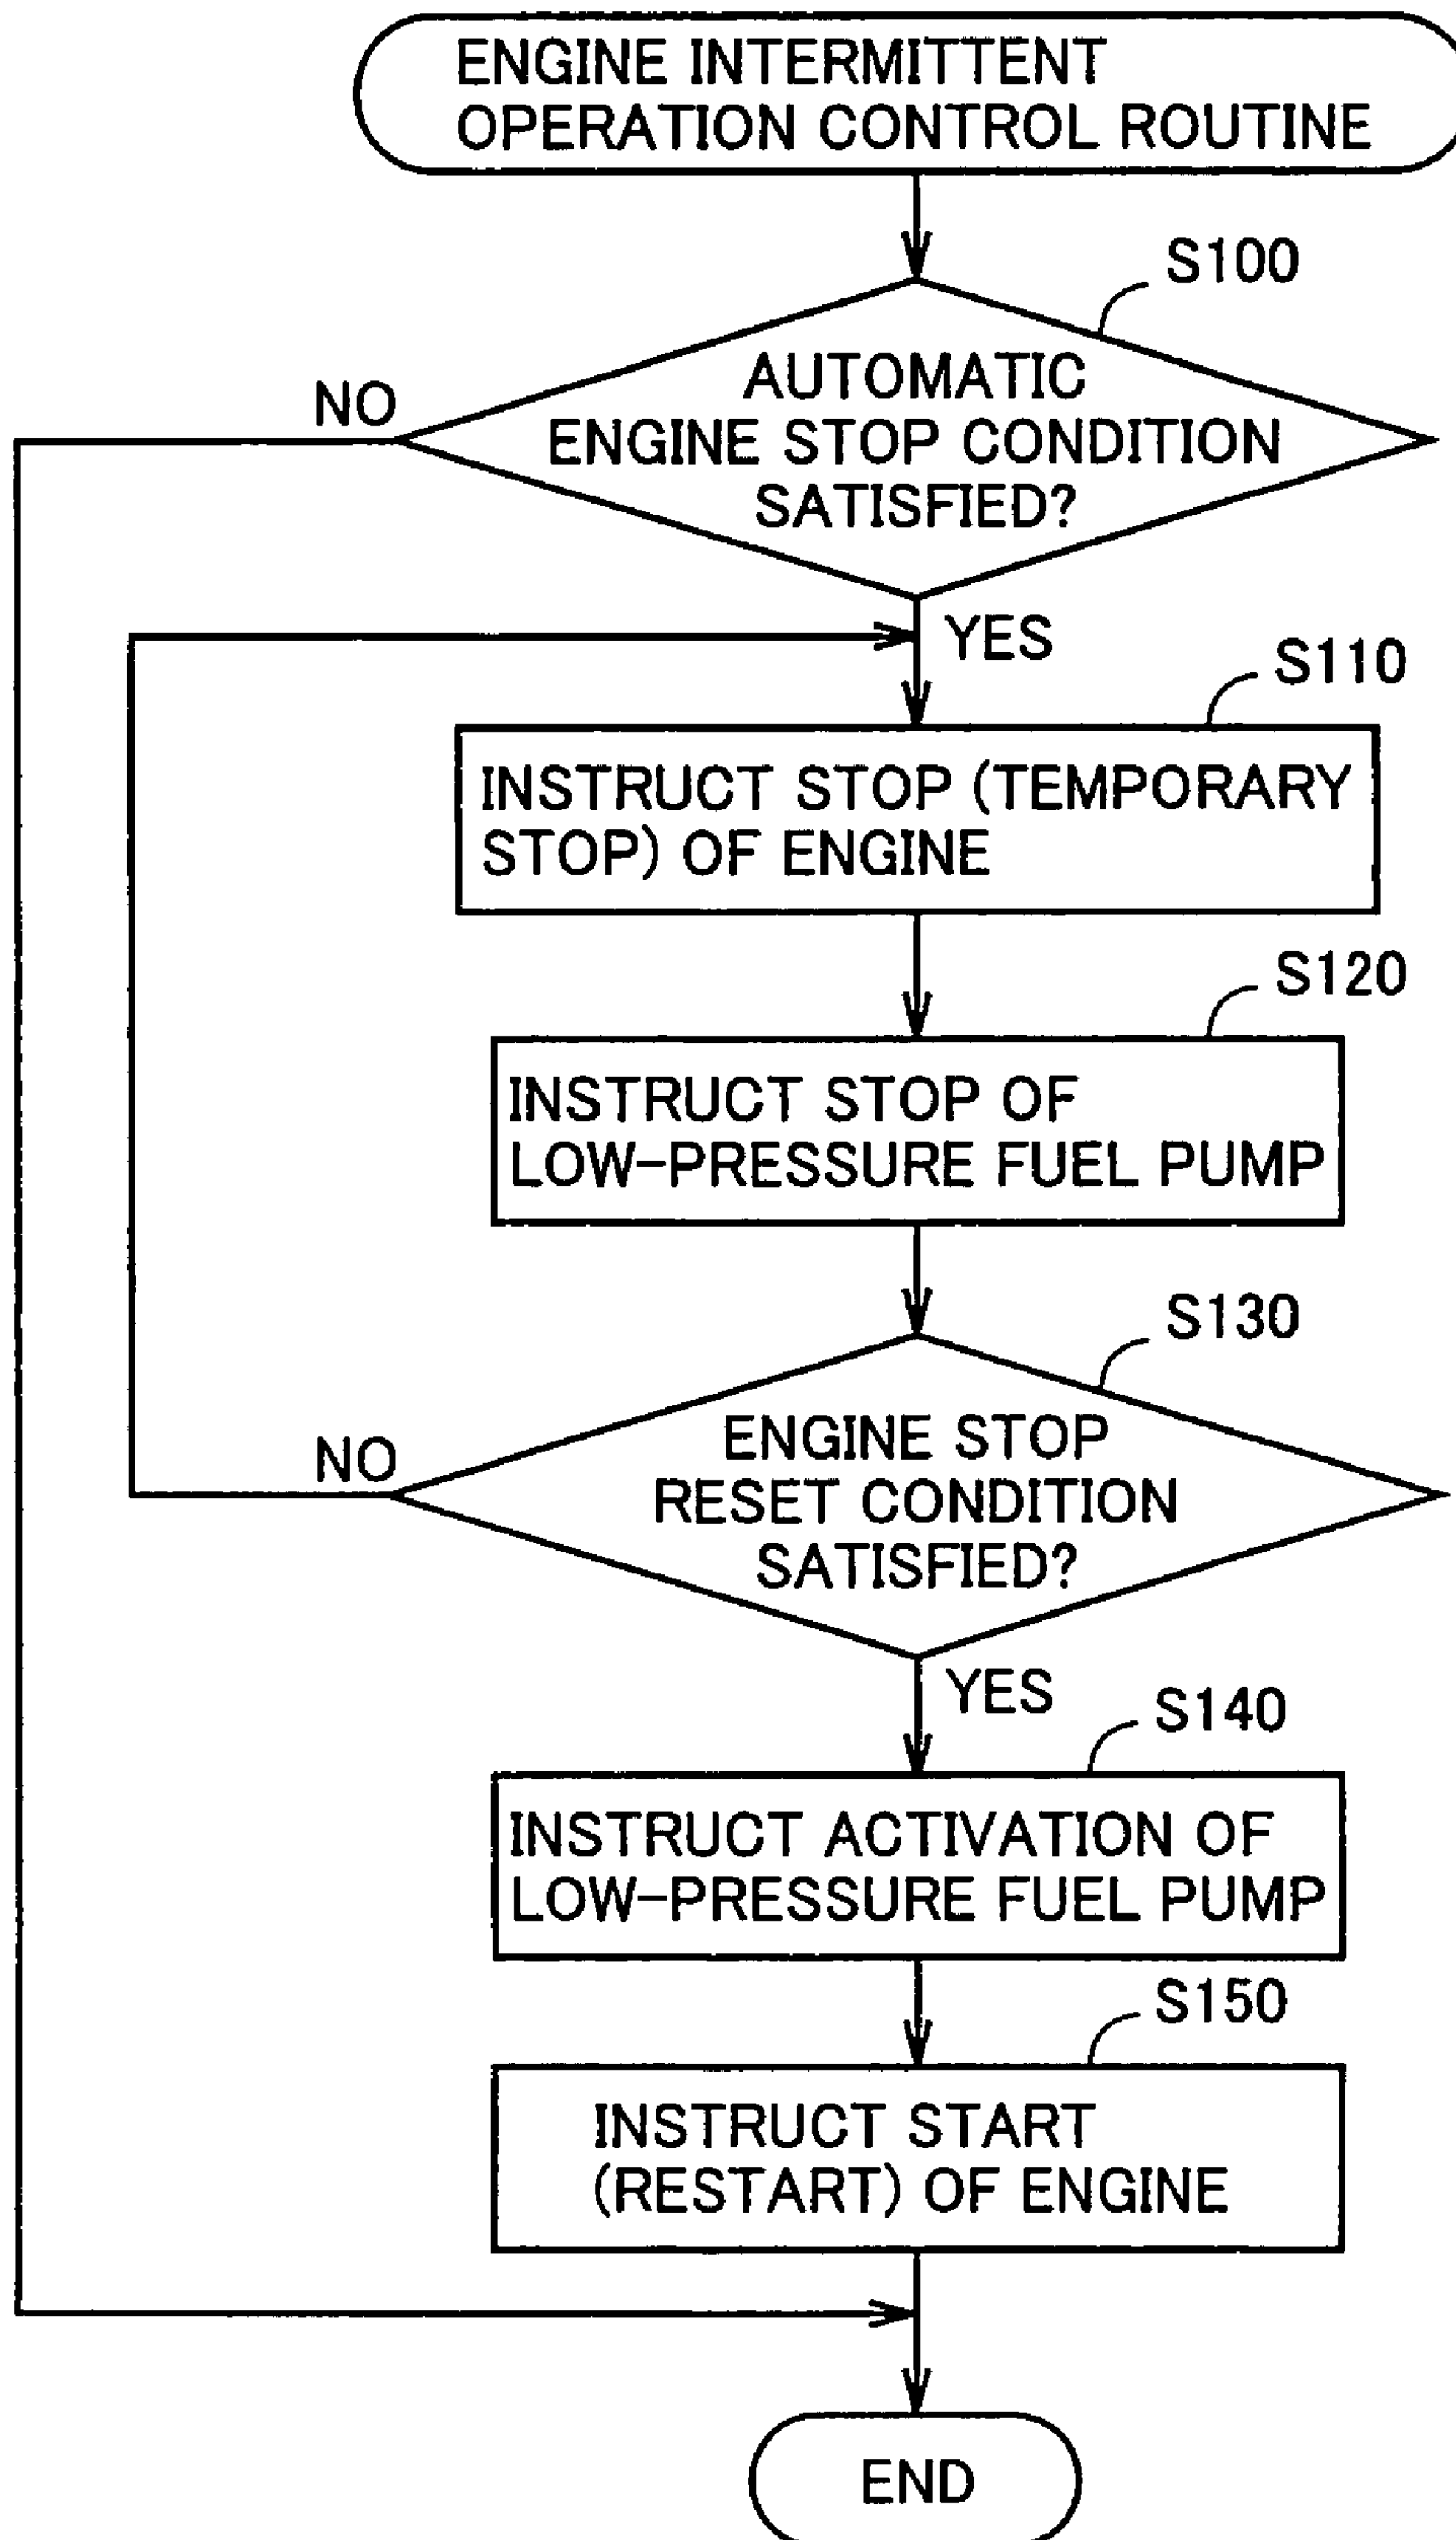 ENGINE INTERMITTENT
OPERATION CONTROL ROUTINE
S100
AUTOMATIC
ENGINE STOP CONDITION
SATISFIED?
NO
YES
S110
INSTRUCT STOP (TEMPORARY
STOP) OF ENGINE
S120
INSTRUCT STOP OF
LOW-PRESSURE FUEL PUMP
S130
ENGINE STOP
RESET CONDITION
SATISFIED?
NO
YES
S140
INSTRUCT ACTIVATION OF
LOW-PRESSURE FUEL PUMP
S150
INSTRUCT START
(RESTART) OF ENGINE
END